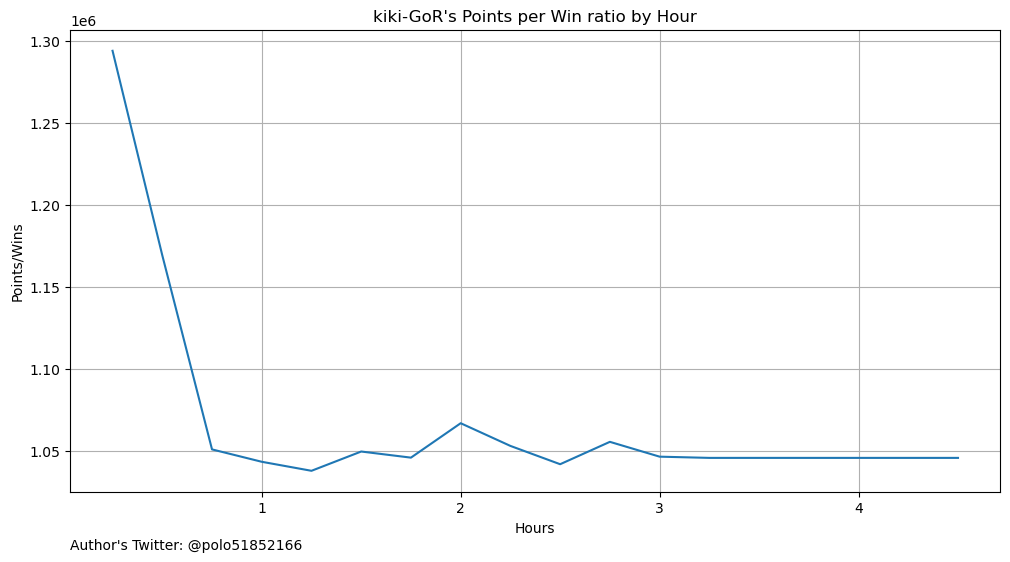 kiki-GoR's Points per Win ratio by Hour
1e6
1.30
1.25
1.20
1.15
1.10
1.05
Points/Wins
1 2 3 4
Hours
Author's Twitter: @polo51852166